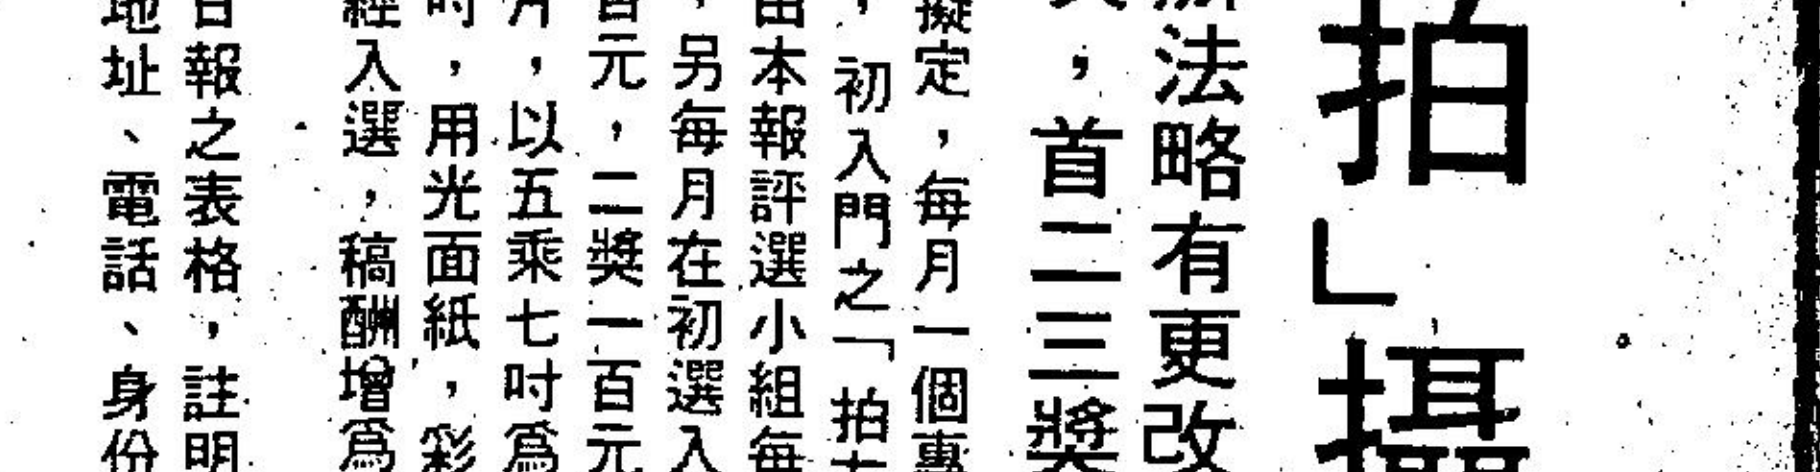 拍」攝
法略有更改
，首二三獎
擬定，每月一個專
，初入門之「拍
由本報評選小組每
，另每月在初選入
百元，二獎一百元
片，以五乘七吋為
時，用光面紙，彩
經入選，稿酬增為
日報之表格，註明
地址、電話、身份